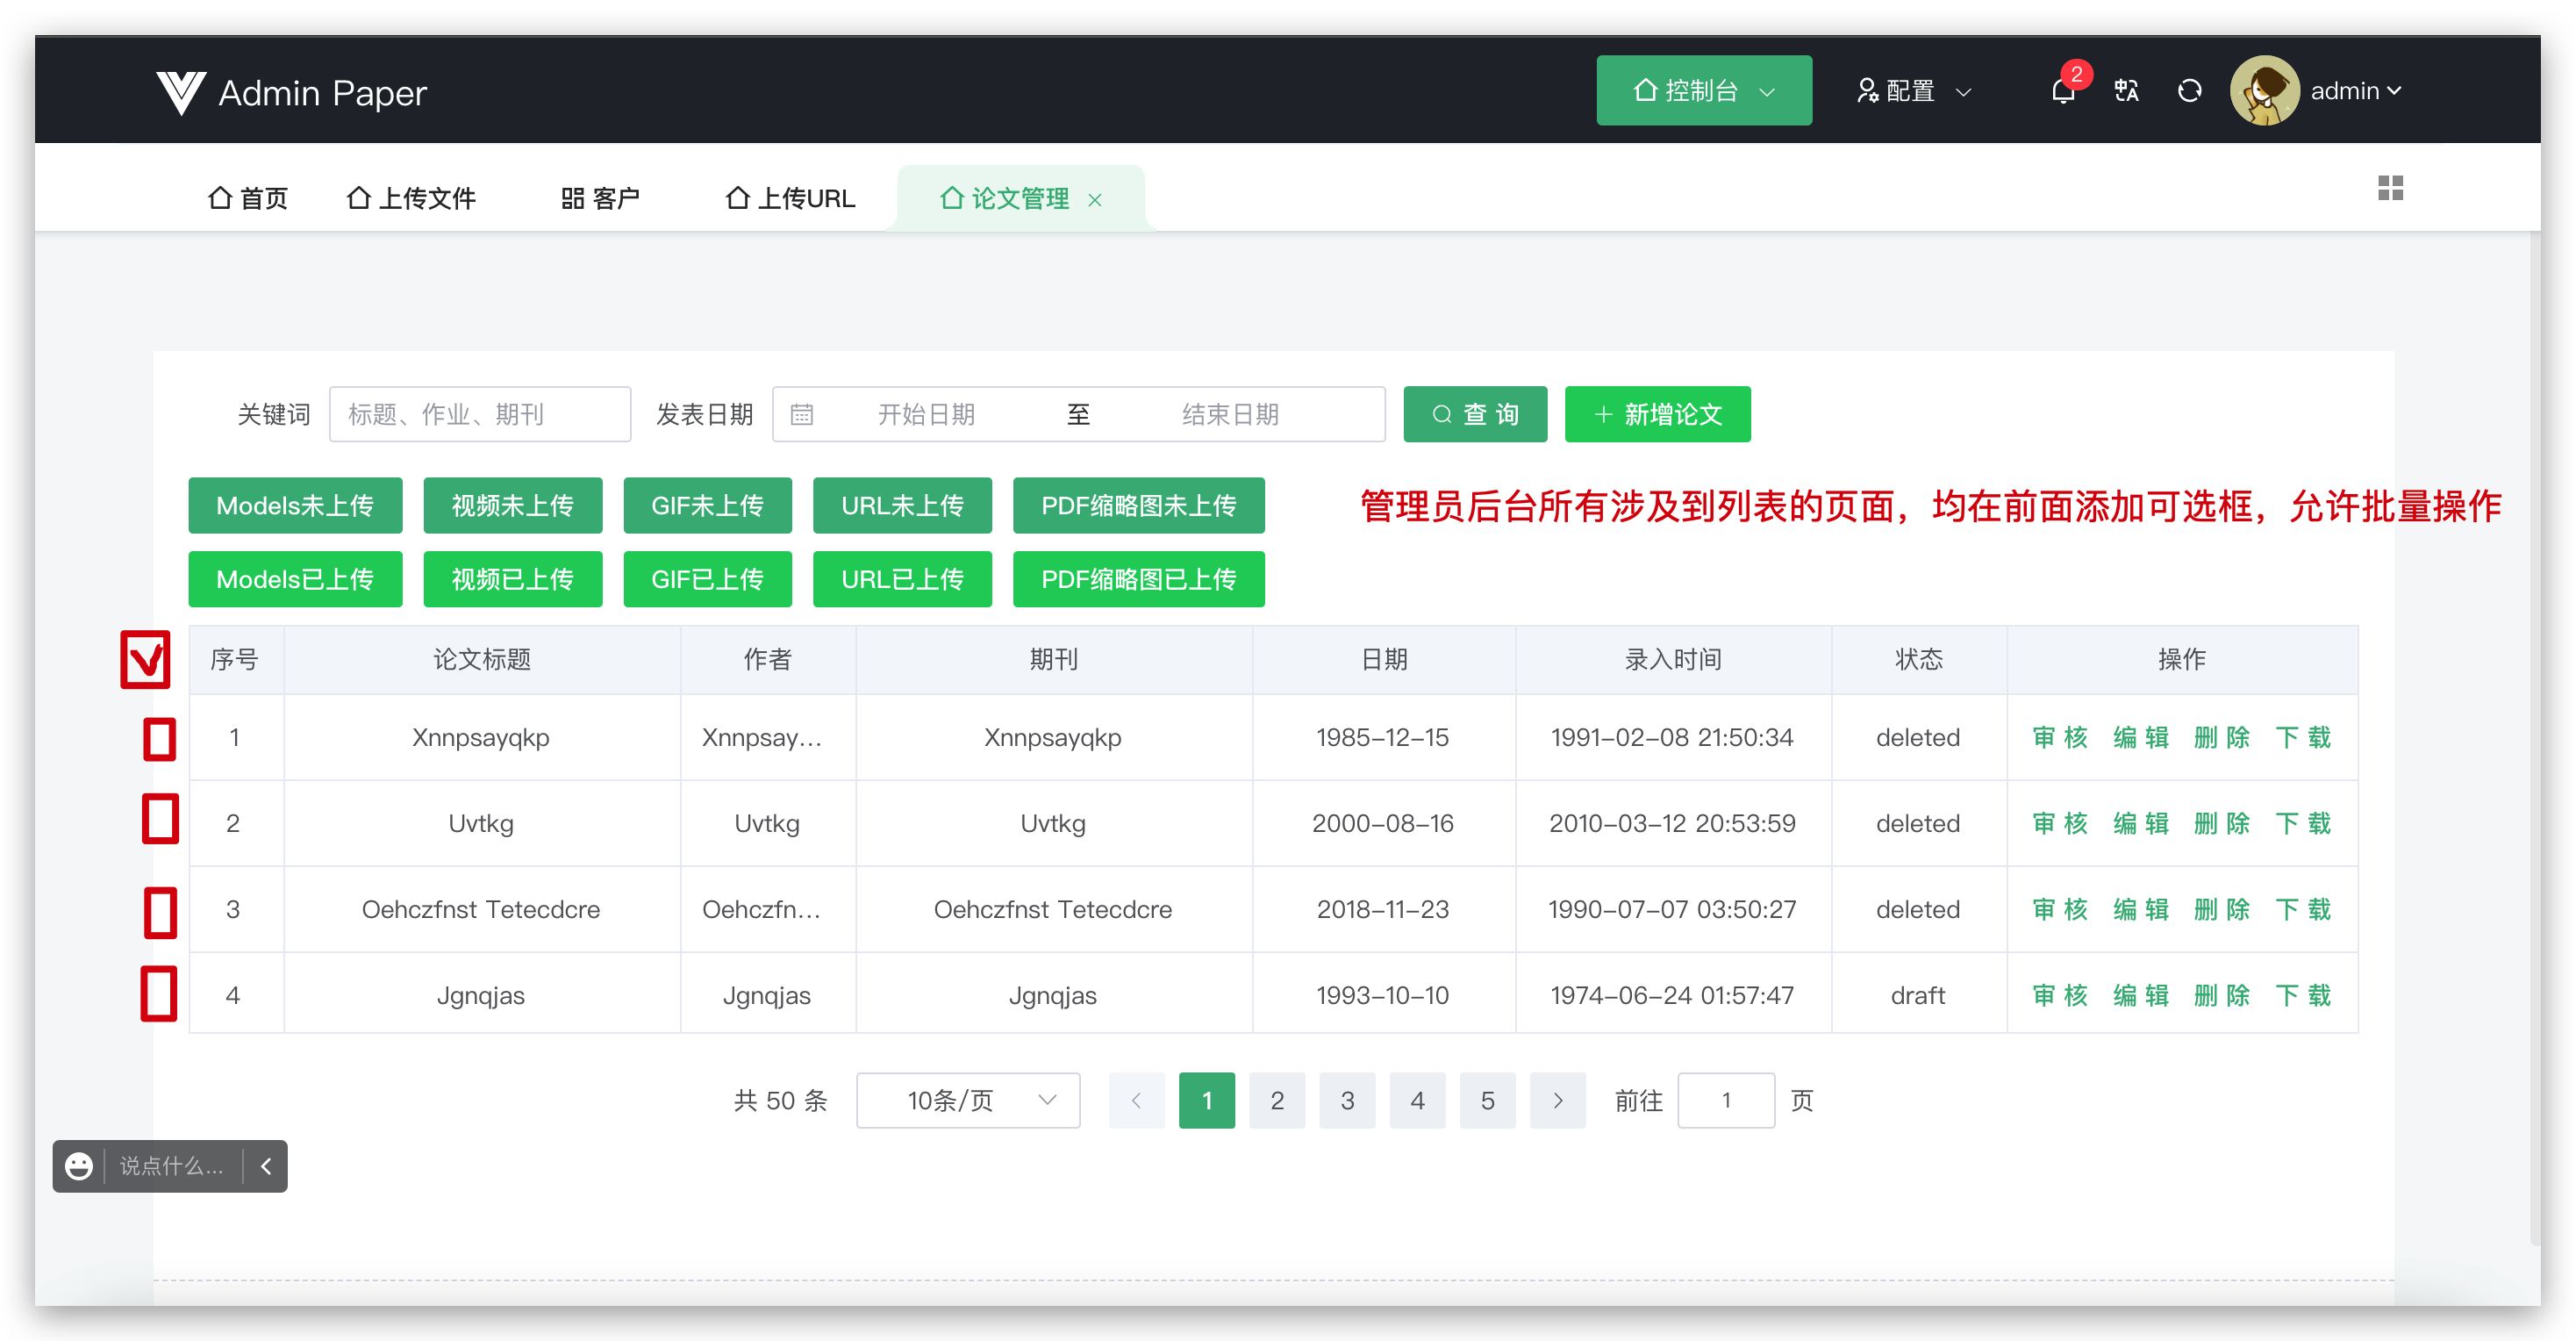 Admin Paper
控制台
配置
2
admin
首页
上传文件
客户
上传URL
论文管理
关键词 标题、作业、期刊 发表日期 开始日期 至 结束日期 查 询 新增论文
Models未上传 视频未上传 GIF未上传 URL未上传 PDF缩略图未上传
管理员后台所有涉及到列表的页面，均在前面添加可选框，允许批量操作
Models已上传 视频已上传 GIF已上传 URL已上传 PDF缩略图已上传
序号 论文标题 作者 期刊 日期 录入时间 状态 操作
1 Xnnpsayqkp Xnnpsay... Xnnpsayqkp 1985-12-15 1991-02-08 21:50:34 deleted 审 核 编 辑 删 除 下 载
2 Uvtkg Uvtkg Uvtkg 2000-08-16 2010-03-12 20:53:59 deleted 审 核 编 辑 删 除 下 载
3 Oehczfnst Tetecdcre Oehczfn... Oehczfnst Tetecdcre 2018-11-23 1990-07-07 03:50:27 deleted 审 核 编 辑 删 除 下 载
4 Jgnqjas Jgnqjas Jgnqjas 1993-10-10 1974-06-24 01:57:47 draft 审 核 编 辑 删 除 下 载
共 50 条 10条/页 1 2 3 4 5 前往 1 页
说点什么...